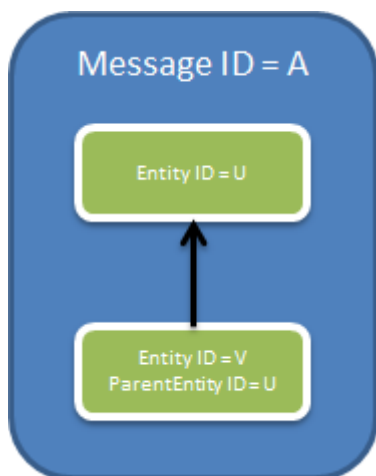 Message ID = A
Entity ID = U
Entity ID = V
ParentEntity ID = U